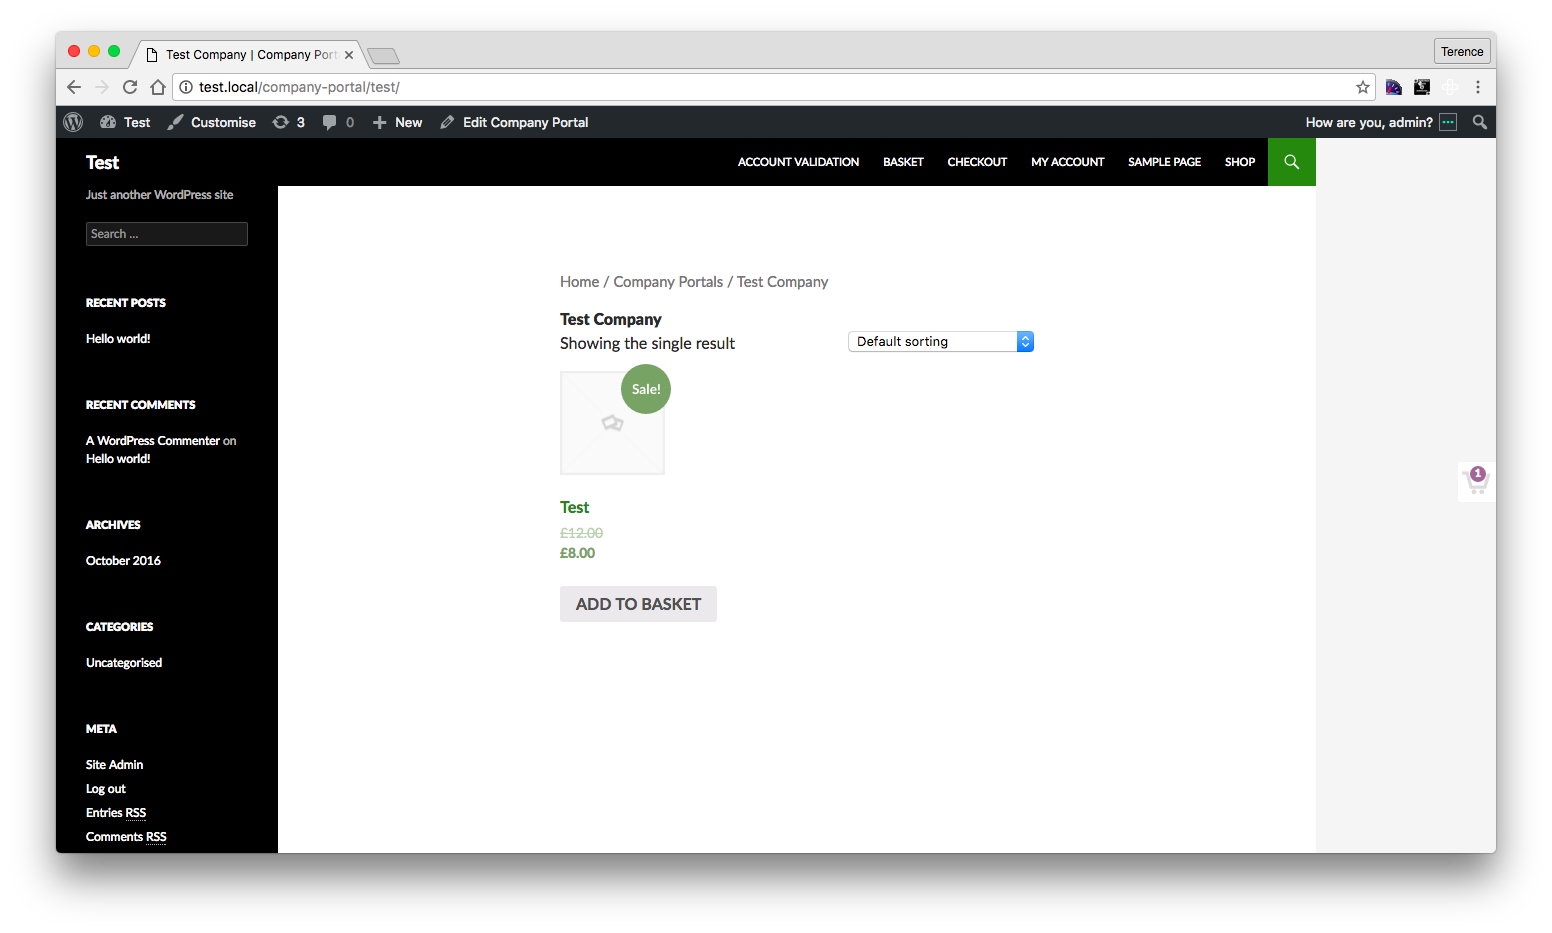 Test Company | Company Port
Terence
test.local/company-portal/test/
Test
Customise
3
0
New
Edit Company Portal
How are you, admin?
Test
ACCOUNT VALIDATION
BASKET
CHECKOUT
MY ACCOUNT
SAMPLE PAGE
SHOP
Just another WordPress site
Search ...
RECENT POSTS
Hello world!
RECENT COMMENTS
A WordPress Commenter on
Hello world!
ARCHIVES
October 2016
CATEGORIES
Uncategorised
META
Site Admin
Log out
Entries RSS
Comments RSS
Home / Company Portals / Test Company
Test Company
Showing the single result
Default sorting
Sale!
Test
£12.00
£8.00
ADD TO BASKET
1